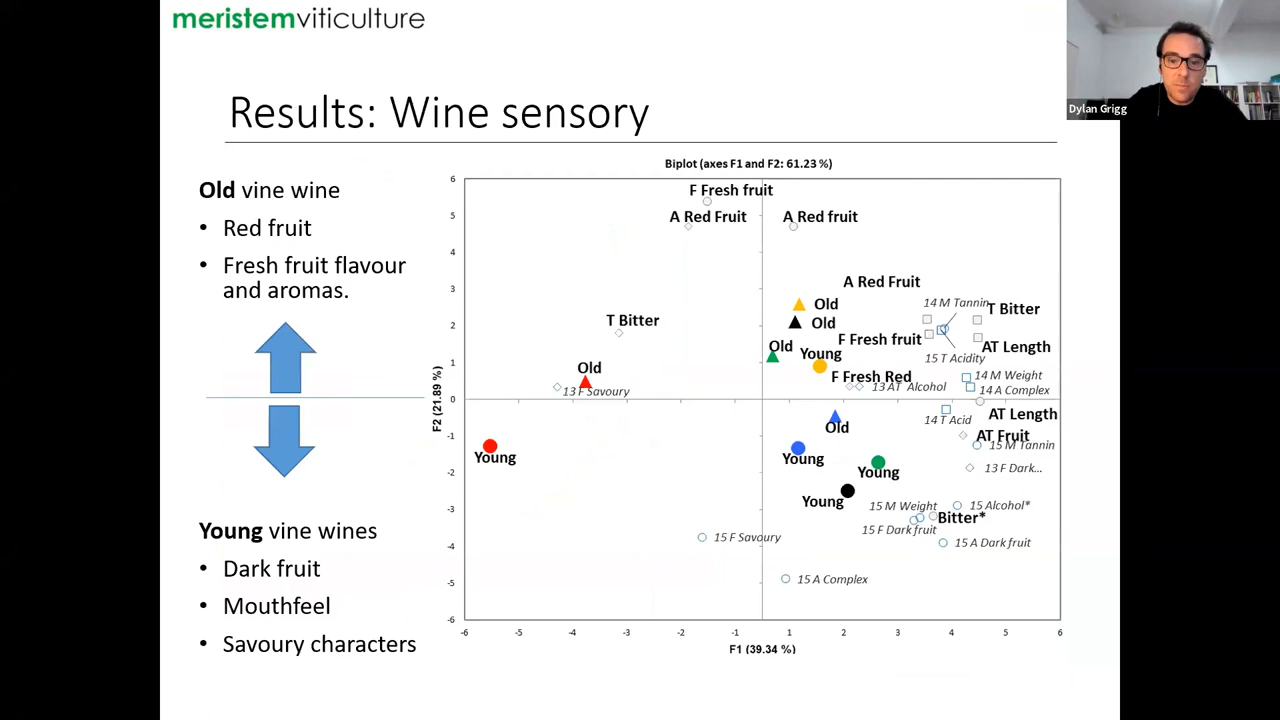 meristemviticulture
Dylan Grigg
Results: Wine sensory
Old vine wine
• Red fruit
• Fresh fruit flavour
and aromas.
Young vine wines
• Dark fruit
• Mouthfeel
• Savoury characters
Biplot (axes F1 and F2: 61.23 %)
F2 (21.89 %)
6
5
4
3
2
1
0
-1
-2
-3
-4
-5
-6
F Fresh fruit
A Red Fruit
A Red fruit
A Red Fruit
Old
14 M Tannin
T Bitter
T Bitter
Old
F Fresh fruit
Old
Young
AT Length
15 T Acidity
Old
F Fresh Red
14 M Weight
13 F Savoury
13 AT Alcohol
14 A Complex
AT Length
14 T Acid
Old
AT Fruit
15 M Tannin
Young
Young
Young
13 F Dark...
Young
15 M Weight
15 Alcohol*
Bitter*
15 F Dark fruit
15 F Savoury
15 A Dark fruit
15 A Complex
-6 -5 -4 -3 -2 -1 1 2 3 4 5 6
F1 (39.34 %)